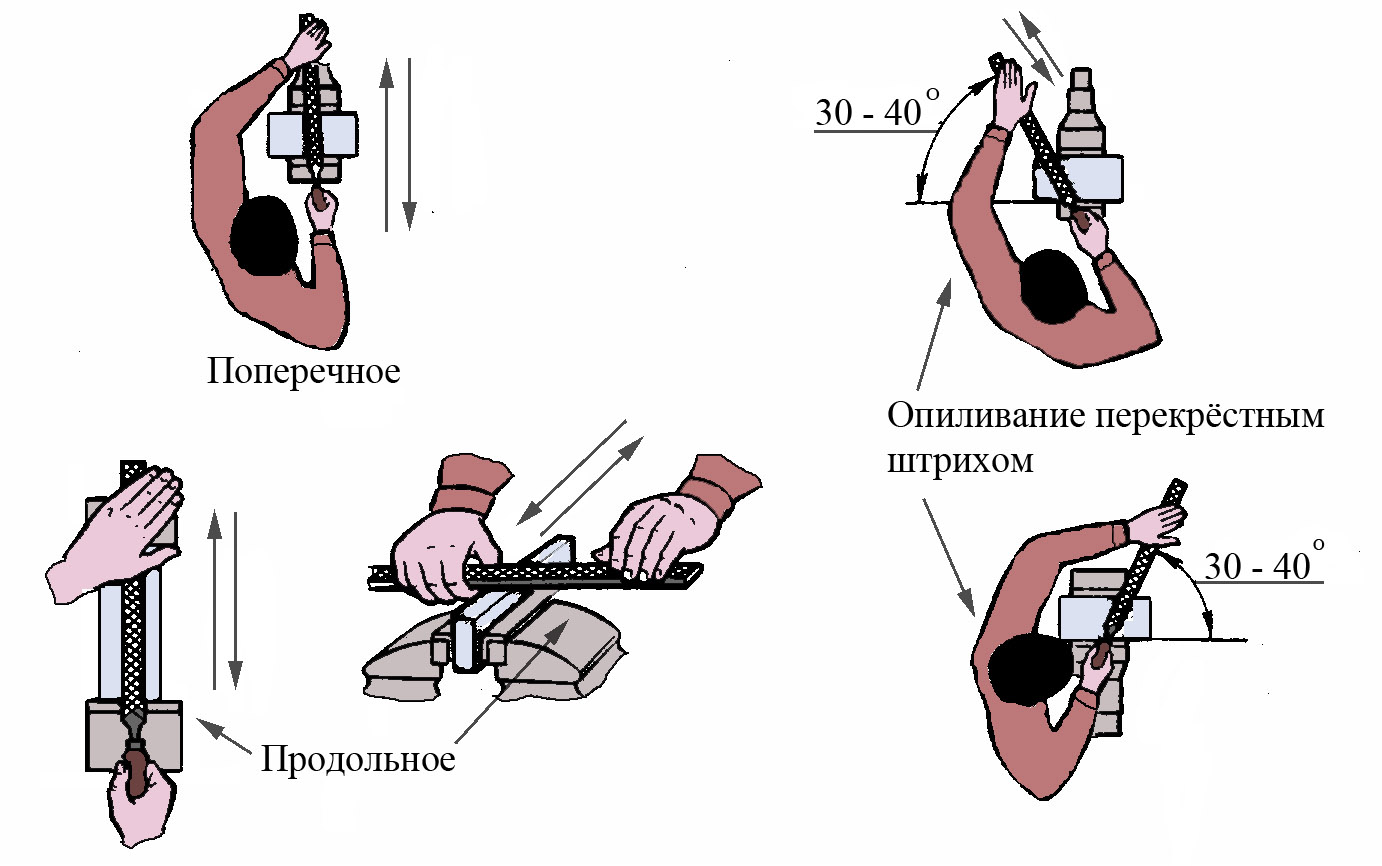 30 - 40°
Поперечное
Опиливание перекрёстным
штрихом
30 - 40°
Продольное